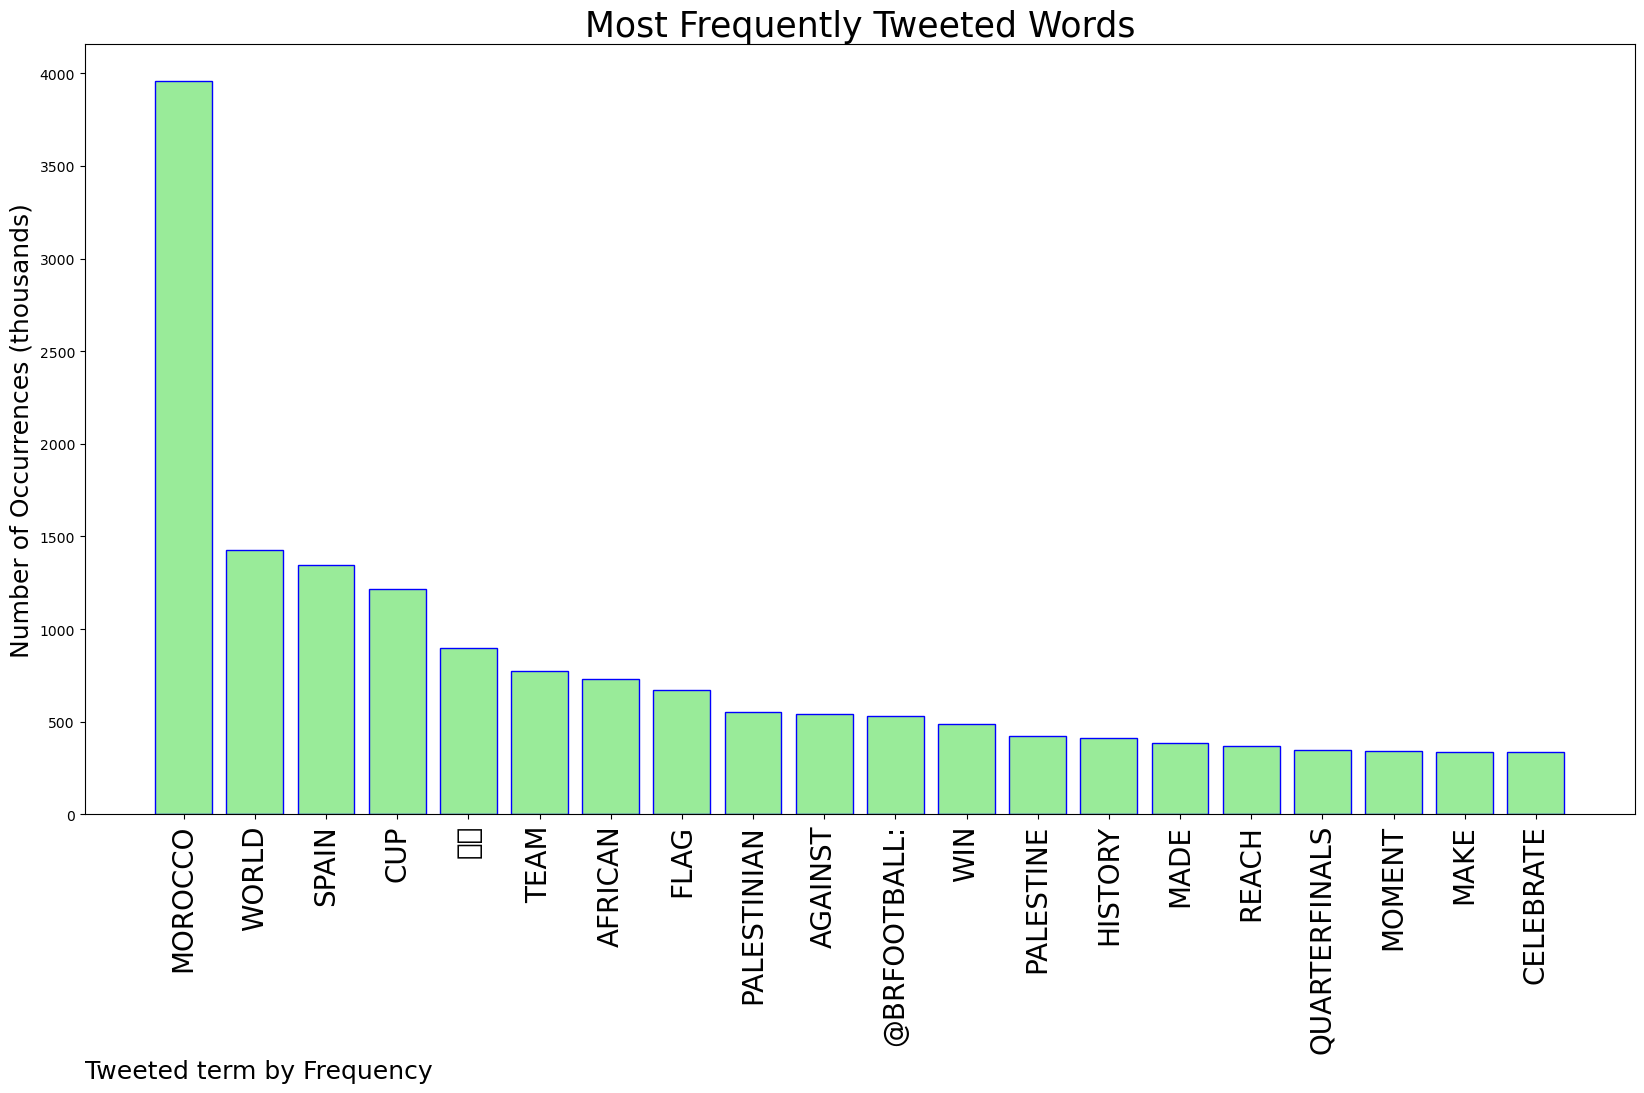 Most Frequently Tweeted Words
Number of Occurrences (thousands)
4000
3500
3000
2500
2000
1500
1000
500
0
MOROCCO
WORLD
SPAIN
CUP
TEAM
AFRICAN
FLAG
PALESTINIAN
AGAINST
@BRFOOTBALL:
WIN
PALESTINE
HISTORY
MADE
REACH
QUARTERFINALS
MOMENT
MAKE
CELEBRATE
Tweeted term by Frequency